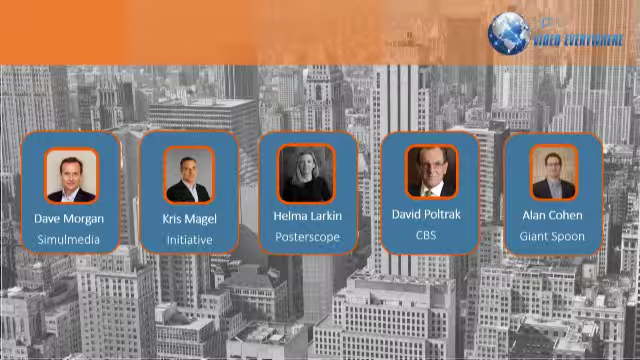 VIDEO EVERYWHERE
Dave Morgan
Simulmedia
Kris Magel
Initiative
Helma Larkin
Posterscope
David Poltrak
CBS
Alan Cohen
Giant Spoon